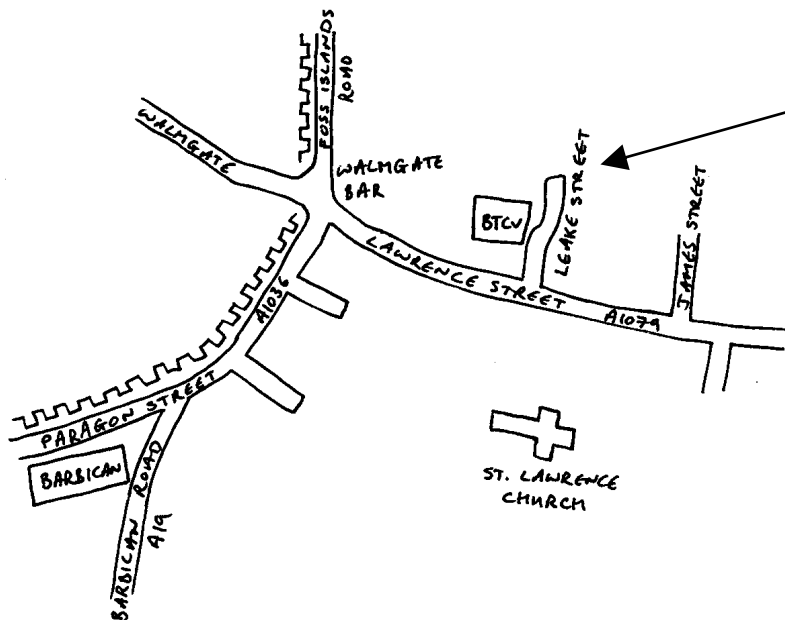 FOSS ISLANDS
ROAD
WALMGATE
WALMGATE
BAR
LEAKE STREET
BTCV
JAMES STREET
LAWRENCE STREET
A1079
A1036
PARAGON STREET
BARBICAN
BARBICAN ROAD
A19
ST. LAWRENCE
CHURCH